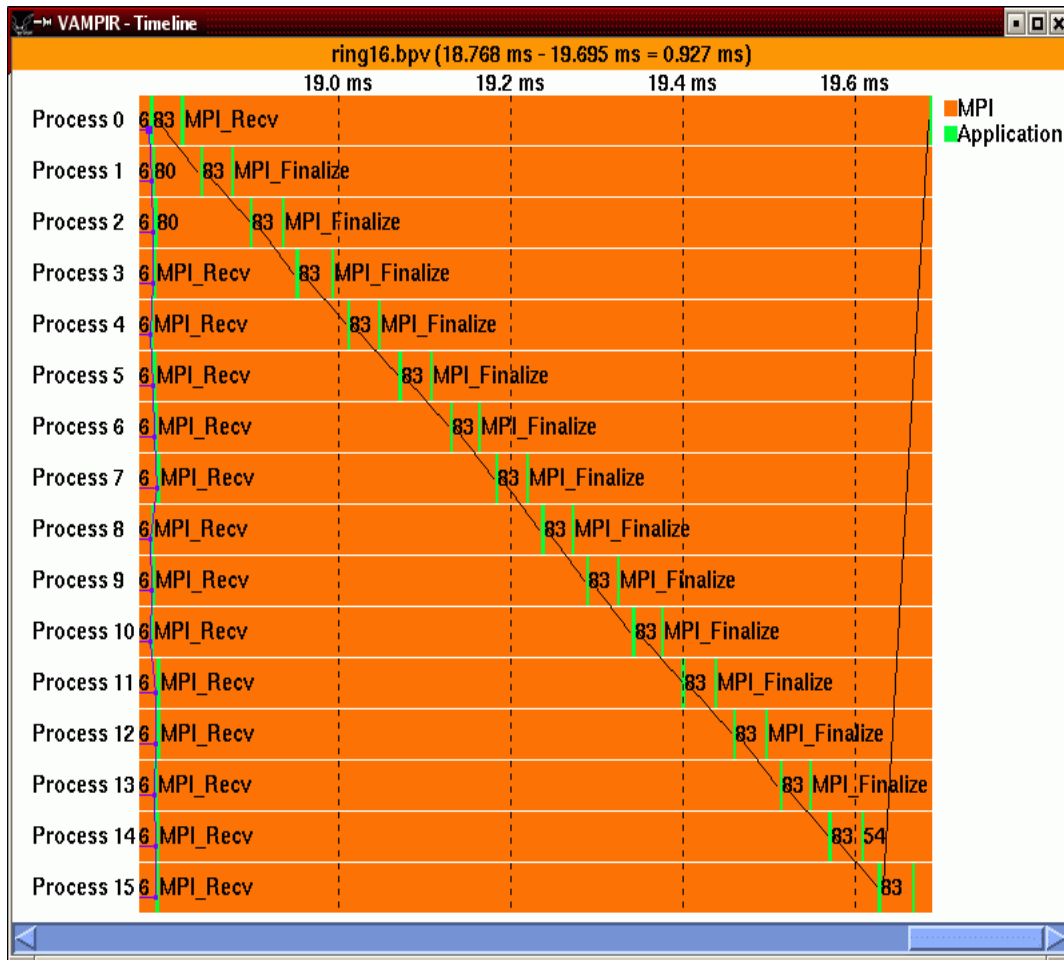 VAMPIR - Timeline
ring16.bpv (18.768 ms - 19.695 ms = 0.927 ms)
19.0 ms 19.2 ms 19.4 ms 19.6 ms
Process 0 6 83 MPI_Recv
MPI
Application
Process 1 6 80 83 MPI_Finalize
Process 2 6 80 83 MPI_Finalize
Process 3 6 MPI_Recv 83 MPI_Finalize
Process 4 6 MPI_Recv 83 MPI_Finalize
Process 5 6 MPI_Recv 83 MPI_Finalize
Process 6 6 MPI_Recv 83 MPI_Finalize
Process 7 6 MPI_Recv 83 MPI_Finalize
Process 8 6 MPI_Recv 83 MPI_Finalize
Process 9 6 MPI_Recv 83 MPI_Finalize
Process 10 6 MPI_Recv 83 MPI_Finalize
Process 11 6 MPI_Recv 83 MPI_Finalize
Process 12 6 MPI_Recv 83 MPI_Finalize
Process 13 6 MPI_Recv 83 MPI_Finalize
Process 14 6 MPI_Recv 83 54
Process 15 6 MPI_Recv 83